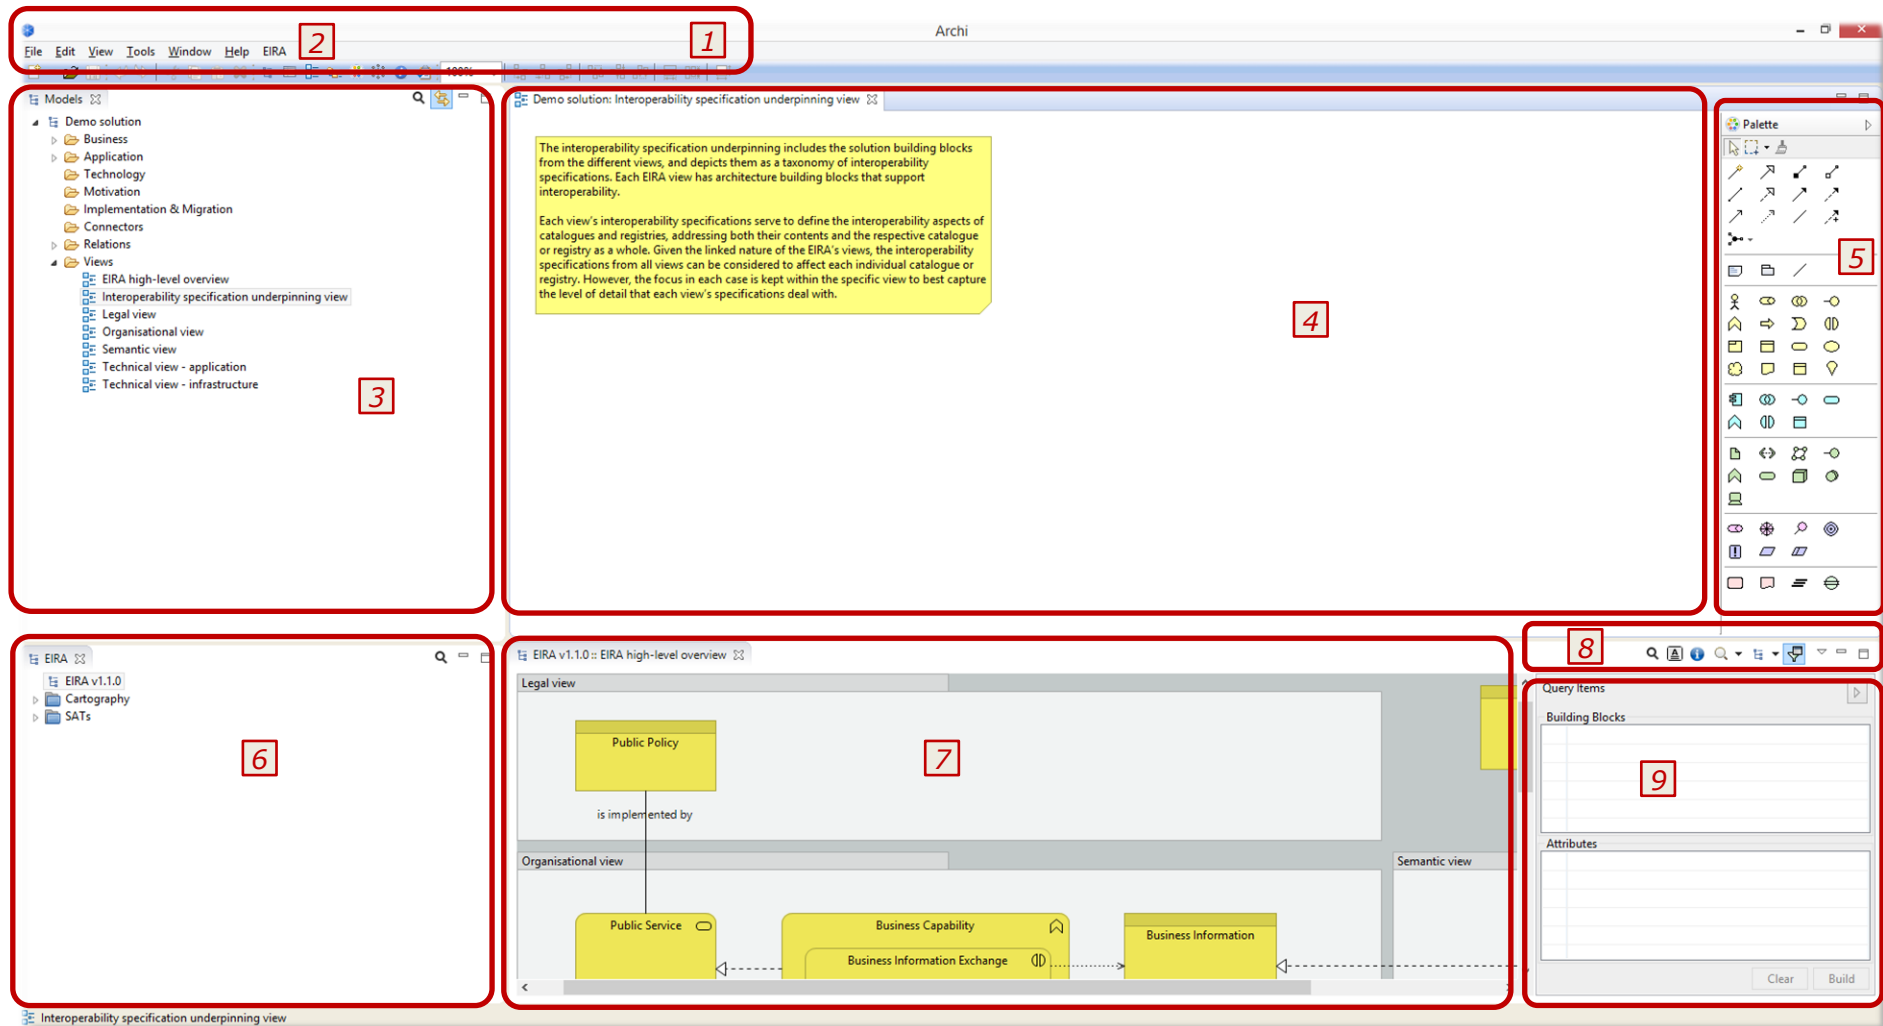 Archi
File Edit View Tools Window Help EIRA
2
1
100%
Models
Demo solution
Business
Application
Technology
Motivation
Implementation & Migration
Connectors
Relations
Views
EIRA high-level overview
Interoperability specification underpinning view
Legal view
Organisational view
Semantic view
Technical view - application
Technical view - infrastructure
3
Demo solution: Interoperability specification underpinning view
The interoperability specification underpinning includes the solution building blocks
from the different views, and depicts them as a taxonomy of interoperability
specifications. Each EIRA view has architecture building blocks that support
interoperability.
Each view's interoperability specifications serve to define the interoperability aspects of
catalogues and registries, addressing both their contents and the respective catalogue
or registry as a whole. Given the linked nature of the EIRA's views, the interoperability
specifications from all views can be considered to affect each individual catalogue or
registry. However, the focus in each case is kept within the specific view to best capture
the level of detail that each view's specifications deal with.
4
Palette
5
EIRA
EIRA v1.1.0
Cartography
SATs
6
EIRA v1.1.0 :: EIRA high-level overview
Legal view
Public Policy
is implemented by
7
Organisational view
Semantic view
Public Service
Business Capability
Business Information Exchange
Business Information
8
Query Items
Building Blocks
9
Attributes
Clear Build
Interoperability specification underpinning view